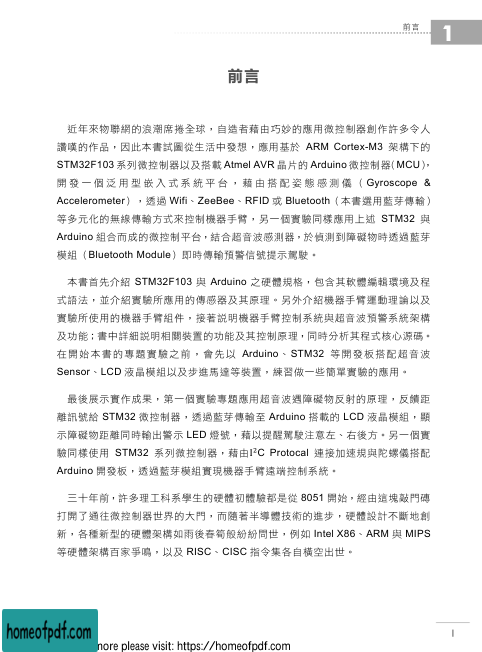 前言
1
前言
近年來物聯網的浪潮席捲全球，自造者藉由巧妙的應用微控制器創作許多令人
讚嘆的作品，因此本書試圖從生活中發想，應用基於 ARM Cortex-M3 架構下的
STM32F103 系列微控制器以及搭載 Atmel AVR 晶片的 Arduino 微控制器（MCU），
開發一個泛用型嵌入式系統平台，藉由搭配姿態感測儀（Gyroscope &
Accelerometer），透過 Wifi、ZeeBee、RFID 或 Bluetooth（本書選用藍芽傳輸）
等多元化的無線傳輸方式來控制機器手臂，另一個實驗同樣應用上述 STM32 與
Arduino 組合而成的微控制平台，結合超音波感測器，於偵測到障礙物時透過藍芽
模組（Bluetooth Module）即時傳輸預警信號提示駕駛。
本書首先介紹 STM32F103 與 Arduino 之硬體規格，包含其軟體編輯環境及程
式語法，並介紹實驗所應用的傳感器及其原理。另外介紹機器手臂運動理論以及
實驗所使用的機器手臂組件，接著說明機器手臂控制系統與超音波預警系統架構
及功能；書中詳細說明相關裝置的功能及其控制原理，同時分析其程式核心源碼。
在開始本書的專題實驗之前，會先以 Arduino、STM32 等開發板搭配超音波
Sensor、LCD 液晶模組以及步進馬達等裝置，練習做一些簡單實驗的應用。
最後展示實作成果，第一個實驗專題應用超音波遇障礙物反射的原理，反饋距
離訊號給 STM32 微控制器，透過藍芽傳輸至 Arduino 搭載的 LCD 液晶模組，顯
示障礙物距離同時輸出警示 LED 燈號，藉以提醒駕駛注意左、右後方。另一個實
驗同樣使用 STM32 系列微控制器，藉由I²C Protocal 連接加速規與陀螺儀搭配
Arduino 開發板，透過藍芽模組實現機器手臂遠端控制系統。
三十年前，許多理工科系學生的硬體初體驗都是從 8051 開始，經由這塊敲門磚
打開了通往微控制器世界的大門，而隨著半導體技術的進步，硬體設計不斷地創
新，各種新型的硬體架構如雨後春筍般紛紛問世，例如 Intel X86、ARM 與 MIPS
等硬體架構百家爭鳴，以及 RISC、CISC 指令集各自橫空出世。
I
homeofpdf.com
more please visit: https://homeofpdf.com